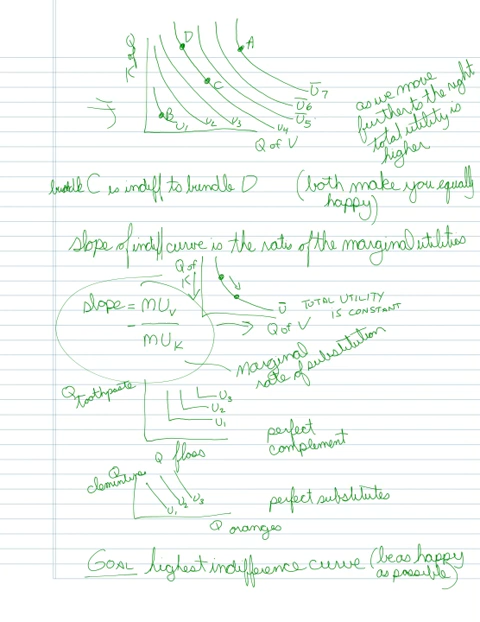 Q
of
K
D
A
C
B
U1 U2 U3 U4 U5 U6 U7
Q of V
as we move
further to the right
total utility is
higher
bundle C is indiff to bundle D (both make you equally
happy)
slope of indiff curve is the ratio of the marginal utilities
Q of
K
U TOTAL UTILITY
IS CONSTANT
Q of V
slope = MUv
- MUK
marginal
rate of substitution
Q
toothpaste
U3
U2
U1
Q floss
perfect
complement
Q
clementines
U1 U2 U3
Q oranges
perfect substitutes
GOAL highest indifference curve (be as happy
as possible)